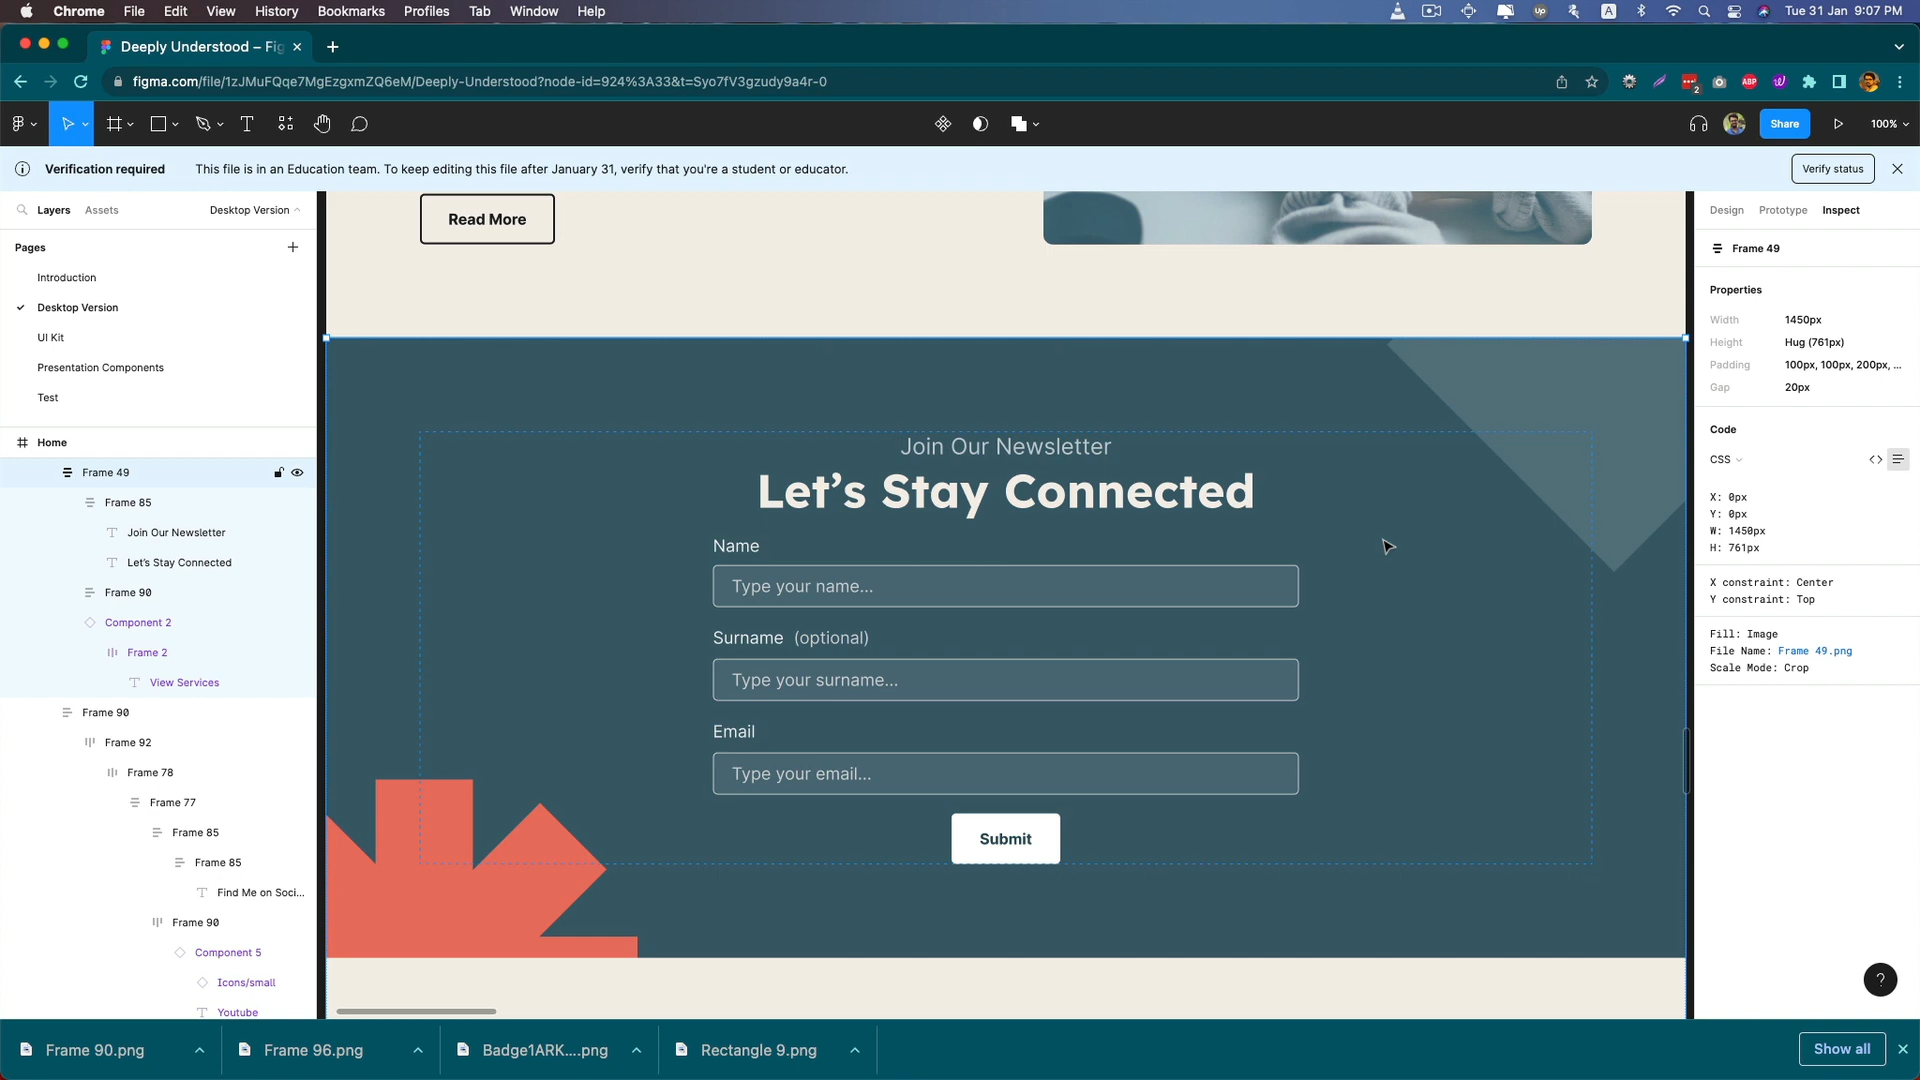 Chrome File Edit View History Bookmarks Profiles Tab Window Help
Tue 31 Jan 9:07 PM
Deeply Understood – Fig
figma.com/file/1zJMuFQqe7MgEzgxmZQ6eM/Deeply-Understood?node-id=924%3A33&t=Syo7fV3gzudy9a4r-0
Share
100%
Verification required This file is in an Education team. To keep editing this file after January 31, verify that you're a student or educator.
Verify status
Layers Assets Desktop Version
Pages
Introduction
Desktop Version
UI Kit
Presentation Components
Test
Home
Frame 49
Frame 85
Join Our Newsletter
Let's Stay Connected
Frame 90
Component 2
Frame 2
View Services
Frame 90
Frame 92
Frame 78
Frame 77
Frame 85
Frame 85
Find Me on Soci...
Frame 90
Component 5
Icons/small
Youtube
Read More
Join Our Newsletter
Let's Stay Connected
Name
Type your name...
Surname (optional)
Type your surname...
Email
Type your email...
Submit
Design Prototype Inspect
Frame 49
Properties
Width 1450px
Height Hug (761px)
Padding 100px, 100px, 200px, ...
Gap 20px
Code
CSS
X: 0px
Y: 0px
W: 1450px
H: 761px
X constraint: Center
Y constraint: Top
Fill: Image
File Name: Frame 49.png
Scale Mode: Crop
?
Frame 90.png
Frame 96.png
Badge1ARK....png
Rectangle 9.png
Show all